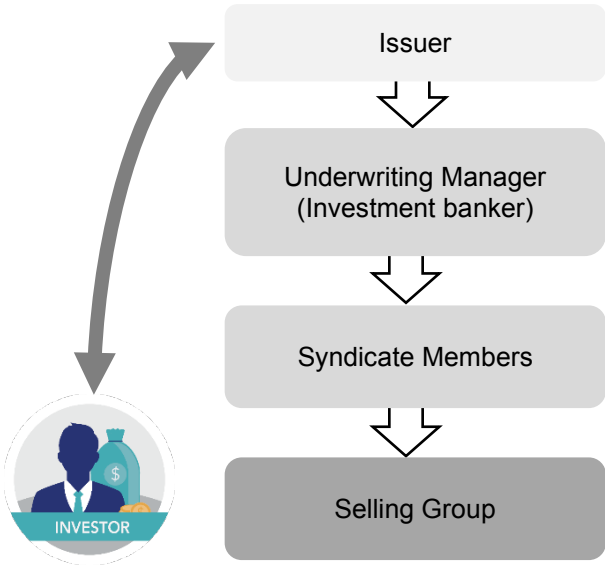 Issuer
Underwriting Manager
(Investment banker)
Syndicate Members
Selling Group
$
INVESTOR